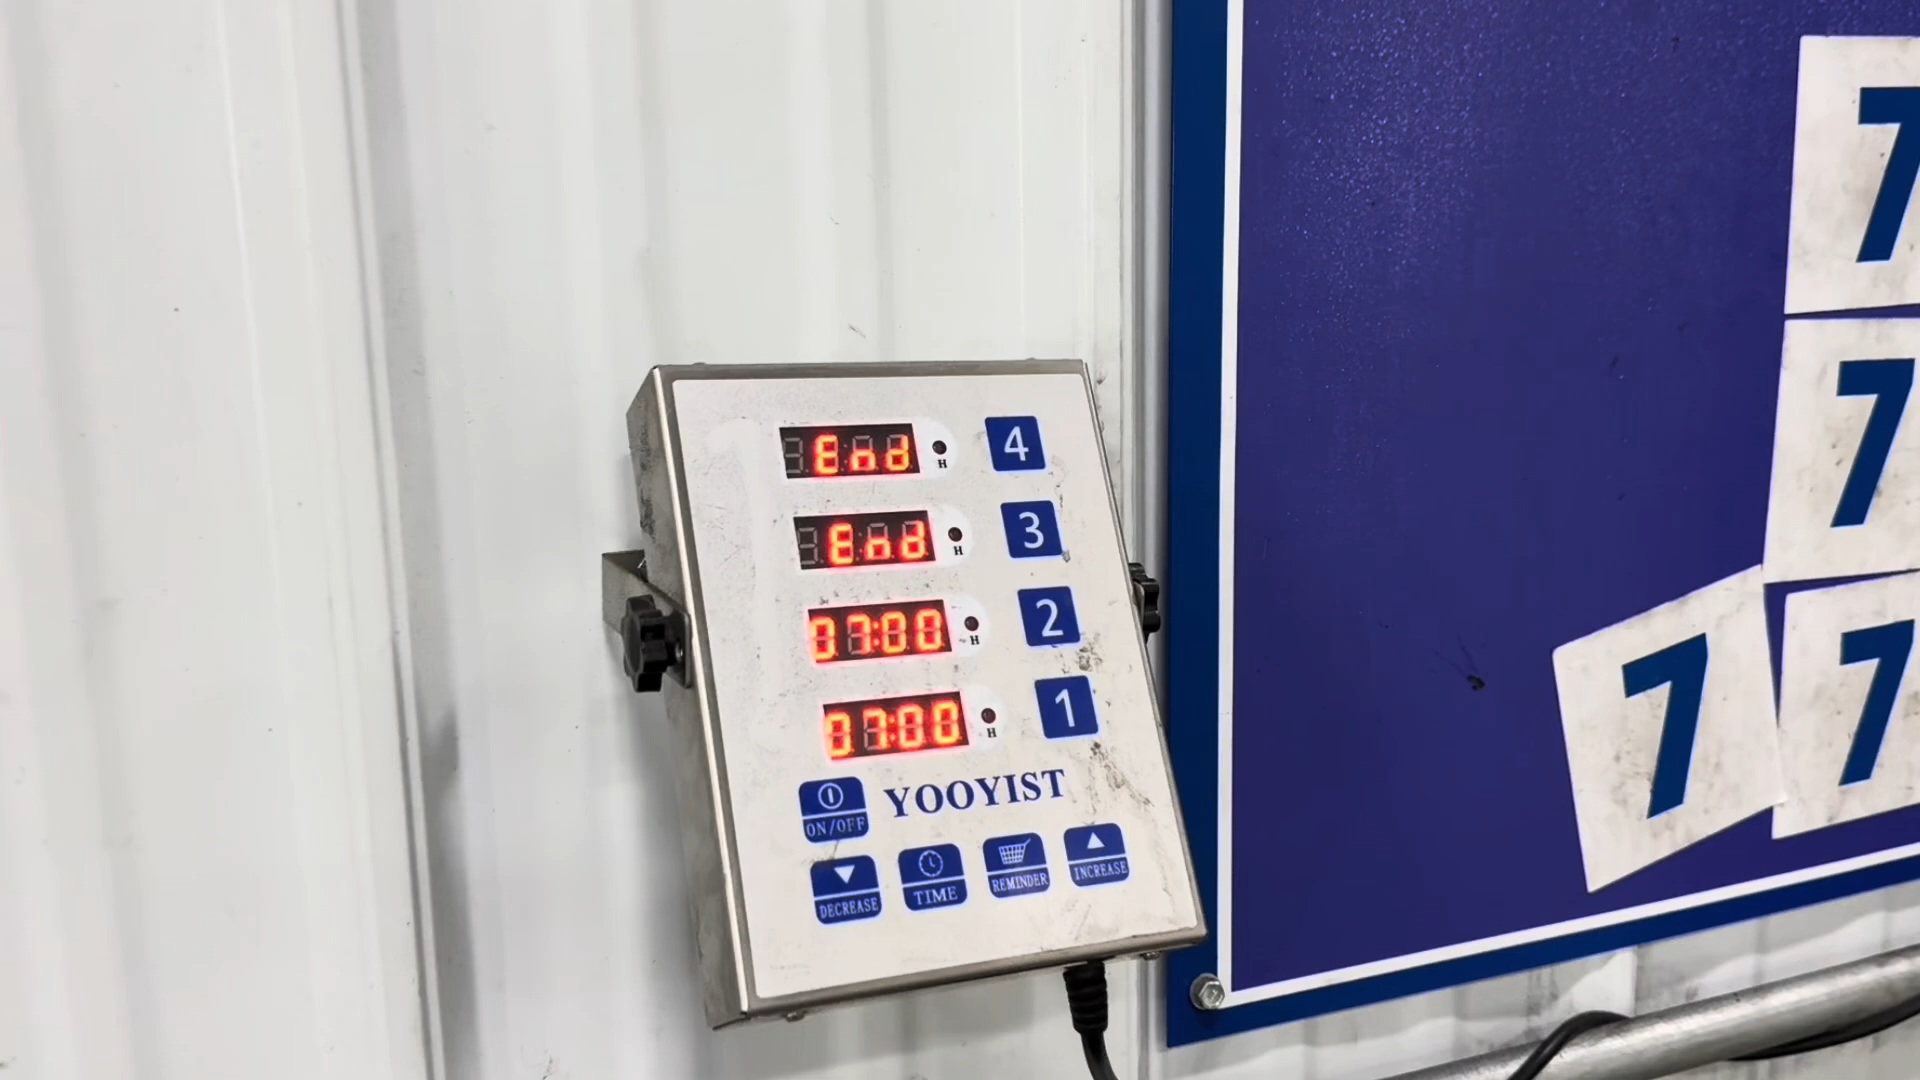 End H 4
End H 3
07:00 H 2
07:00 H 1
ON/OFF YOOYIST
DECREASE TIME REMINDER INCREASE
7
7
7 7